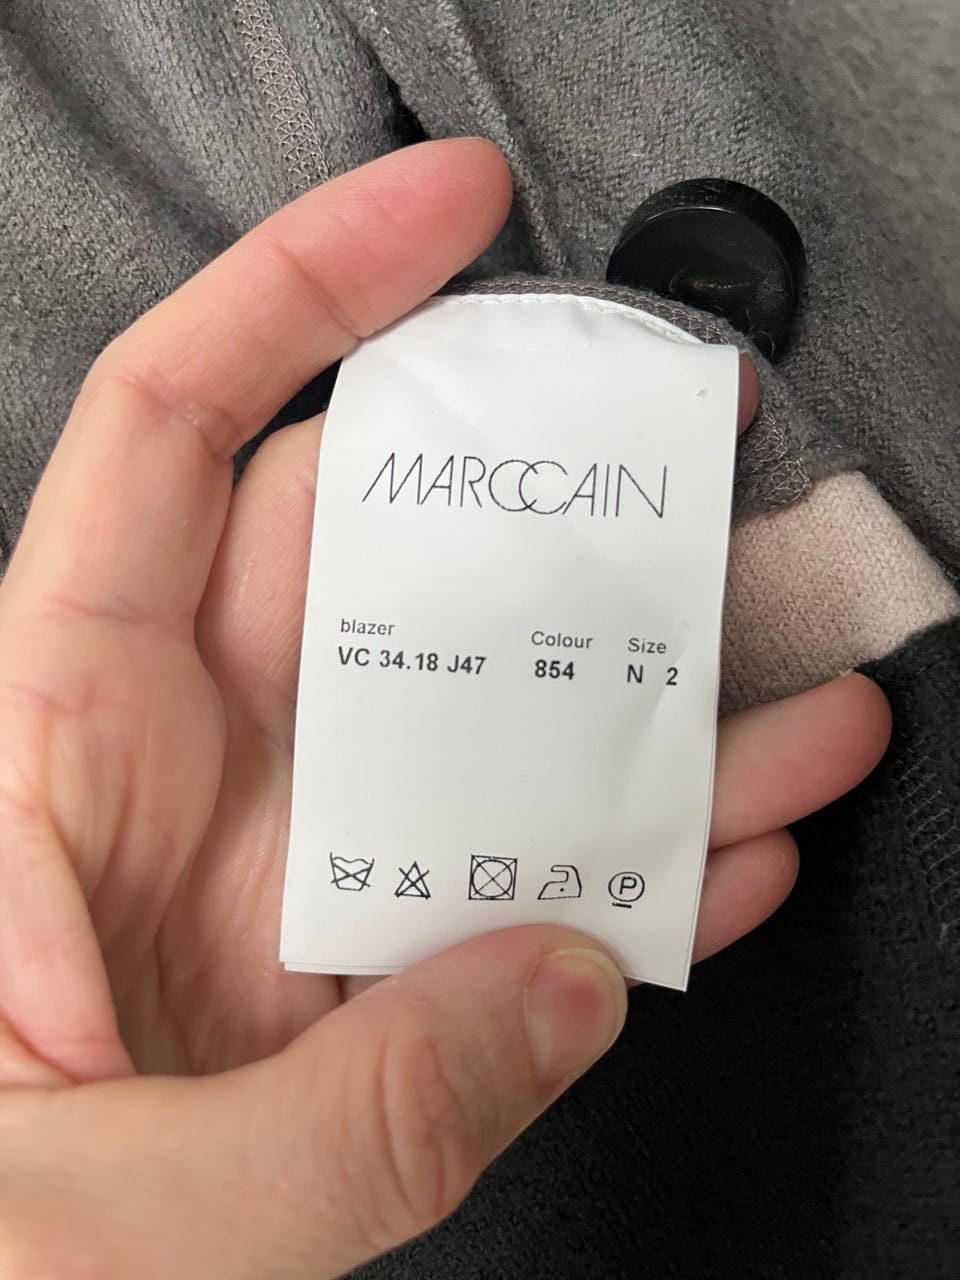 MARCCAIN
blazer Colour Size
VC 34.18 J47 854 N 2
P